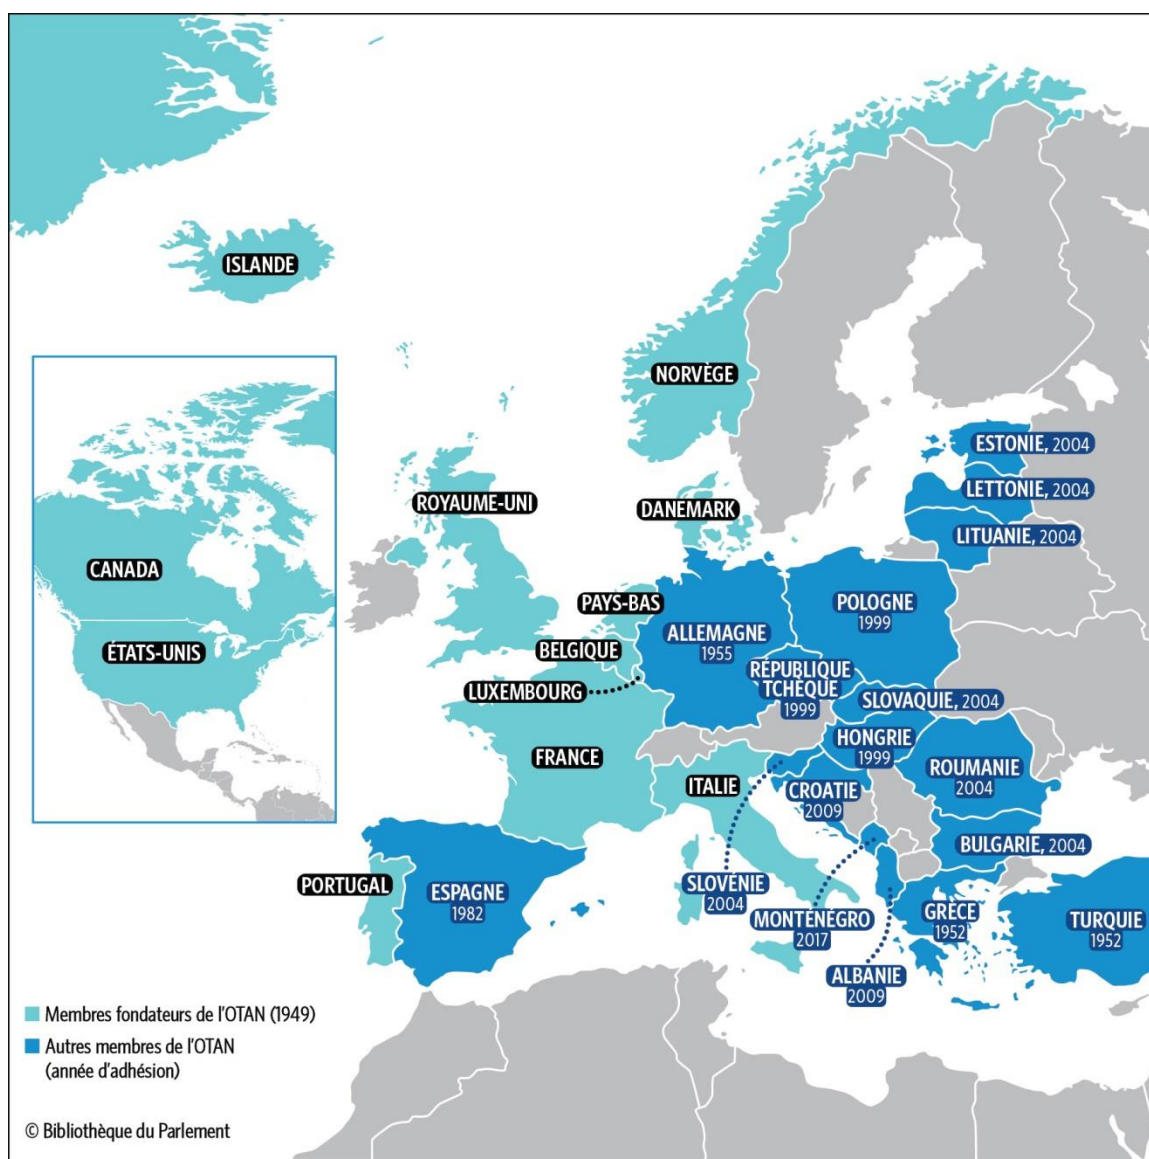 ISLANDE
NORVÈGE
ESTONIE, 2004
ROYAUME-UNI
LETTONIE, 2004
DANEMARK
LITUANIE, 2004
CANADA
PAYS-BAS
POLOGNE
1999
ALLEMAGNE
1955
ÉTATS-UNIS
BELGIQUE
RÉPUBLIQUE
TCHÈQUE
1999
LUXEMBOURG
SLOVAQUIE, 2004
HONGRIE
1999
FRANCE
ROUMANIE
2004
ITALIE
CROATIE
2009
BULGARIE, 2004
PORTUGAL
ESPAGNE
1982
SLOVÉNIE
2004
MONTÉNÉGRO
2017
GRÈCE
1952
TURQUIE
1952
ALBANIE
2009
Membres fondateurs de l'OTAN (1949)
Autres membres de l'OTAN
(année d'adhésion)
© Bibliothèque du Parlement